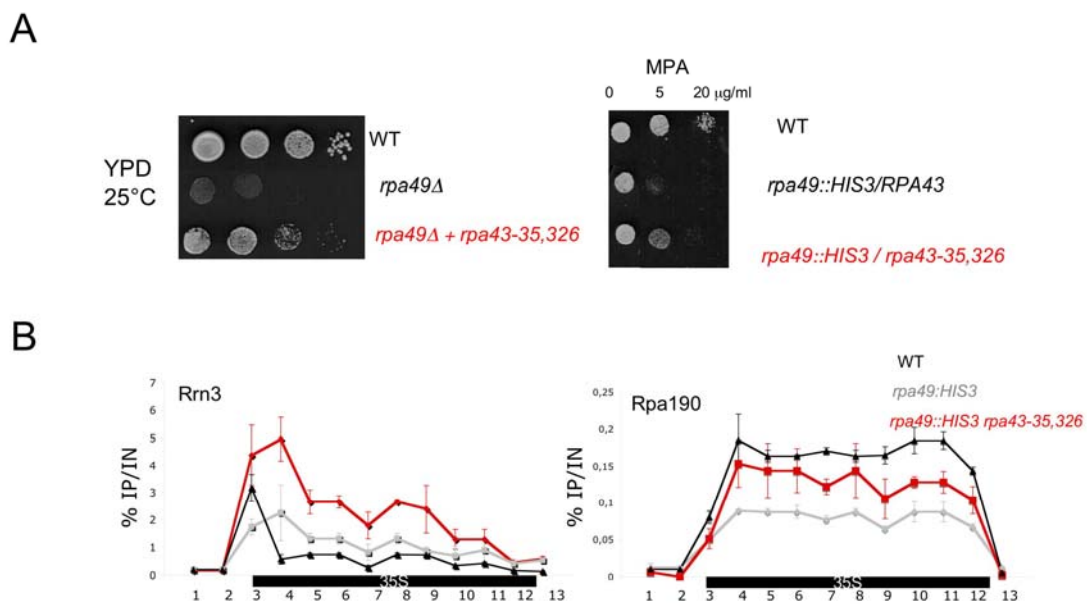 A
MPA
0 5 20 μg/ml
YPD
25°C
WT
rpa49Δ
rpa49Δ + rpa43-35,326
WT
rpa49::HIS3/RPA43
rpa49::HIS3 / rpa43-35,326
B
Rrn3
% IP/IN
7
6
5
4
3
2
1
0
35S
1 2 3 4 5 6 7 8 9 10 11 12 13
Rpa190
WT
rpa49:HIS3
rpa49::HIS3 rpa43-35,326
% IP/IN
0,25
0,2
0,15
0,1
0,05
0
35S
1 2 3 4 5 6 7 8 9 10 11 12 13